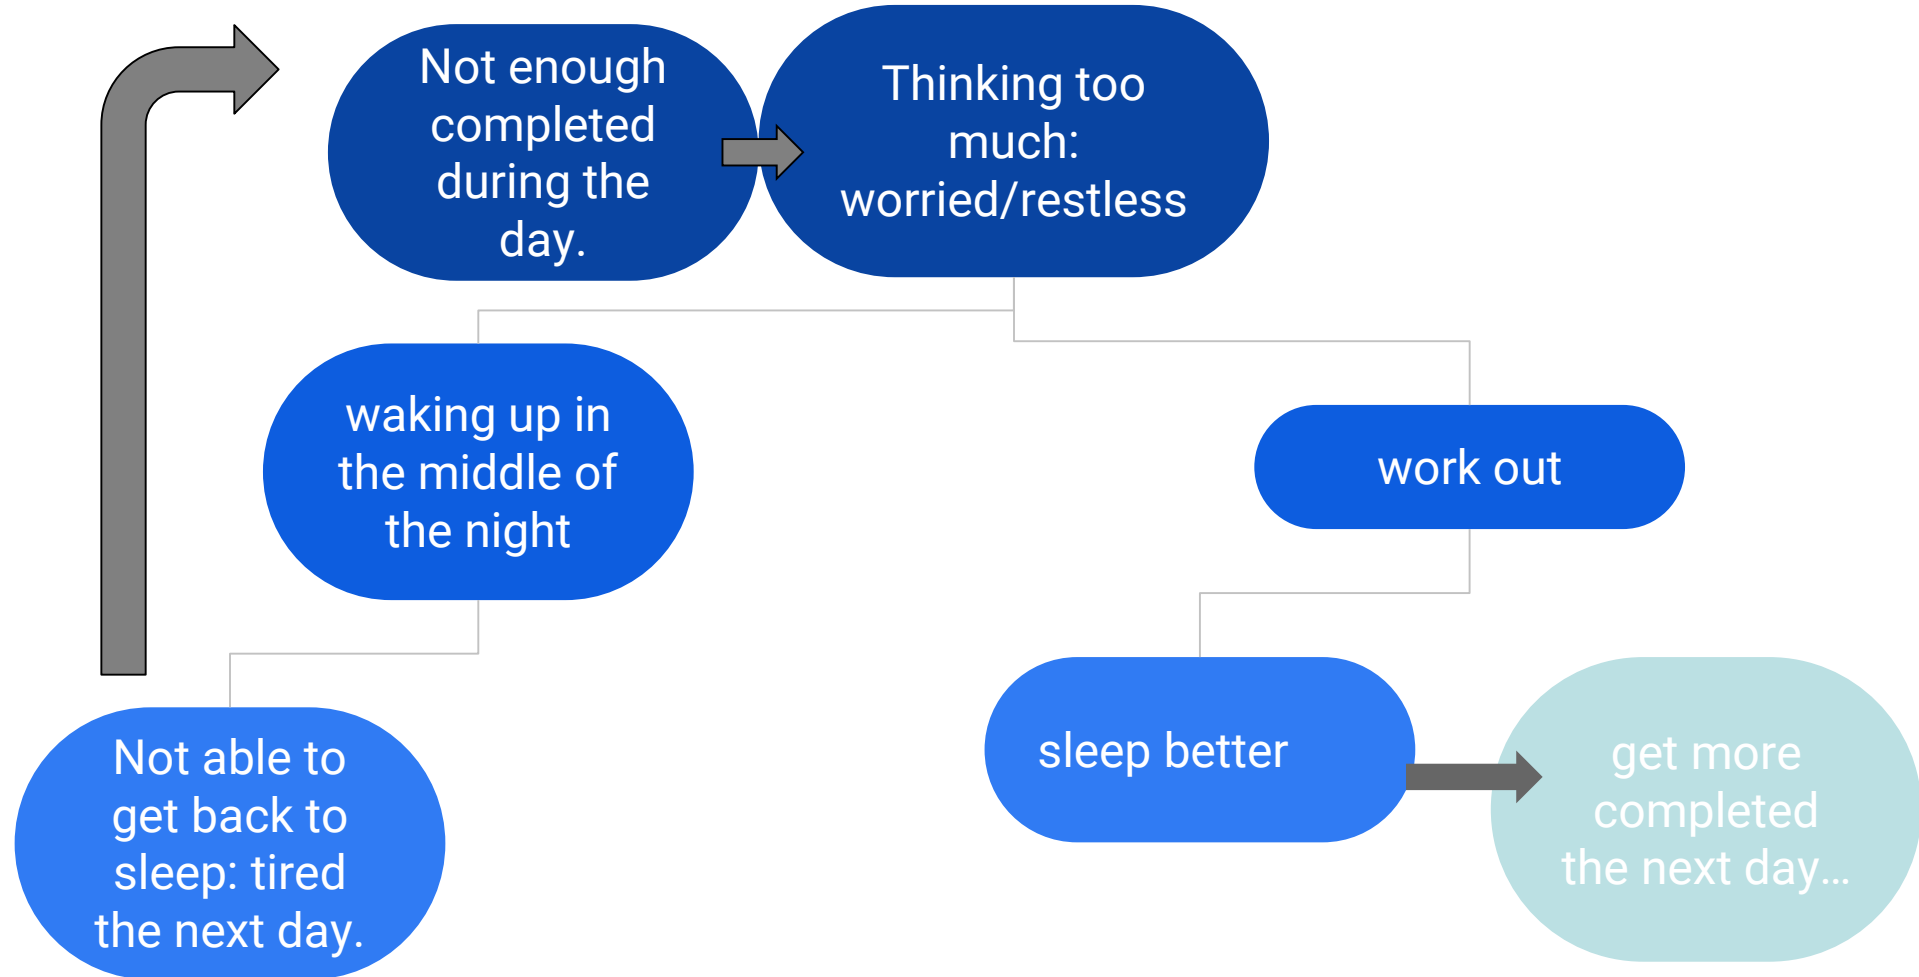 Not enough
completed
during the
day.
Thinking too
much:
worried/restless
waking up in
the middle of
the night
work out
Not able to
get back to
sleep: tired
the next day.
sleep better
get more
completed
the next day...